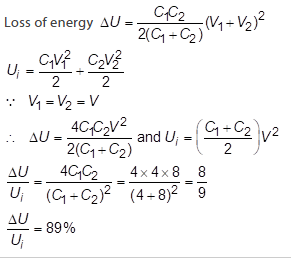 Loss of energy ΔU = C₁C₂ / 2(C₁ + C₂) (V₁ + V₂)²
Uᵢ = C₁V₁² / 2 + C₂V₂² / 2
∵ V₁ = V₂ = V
∴ ΔU = 4C₁C₂V² / 2(C₁ + C₂) and Uᵢ = ((C₁ + C₂) / 2) V²
ΔU / Uᵢ = 4C₁C₂ / (C₁ + C₂)² = 4 × 4 × 8 / (4 + 8)² = 8 / 9
ΔU / Uᵢ = 89%